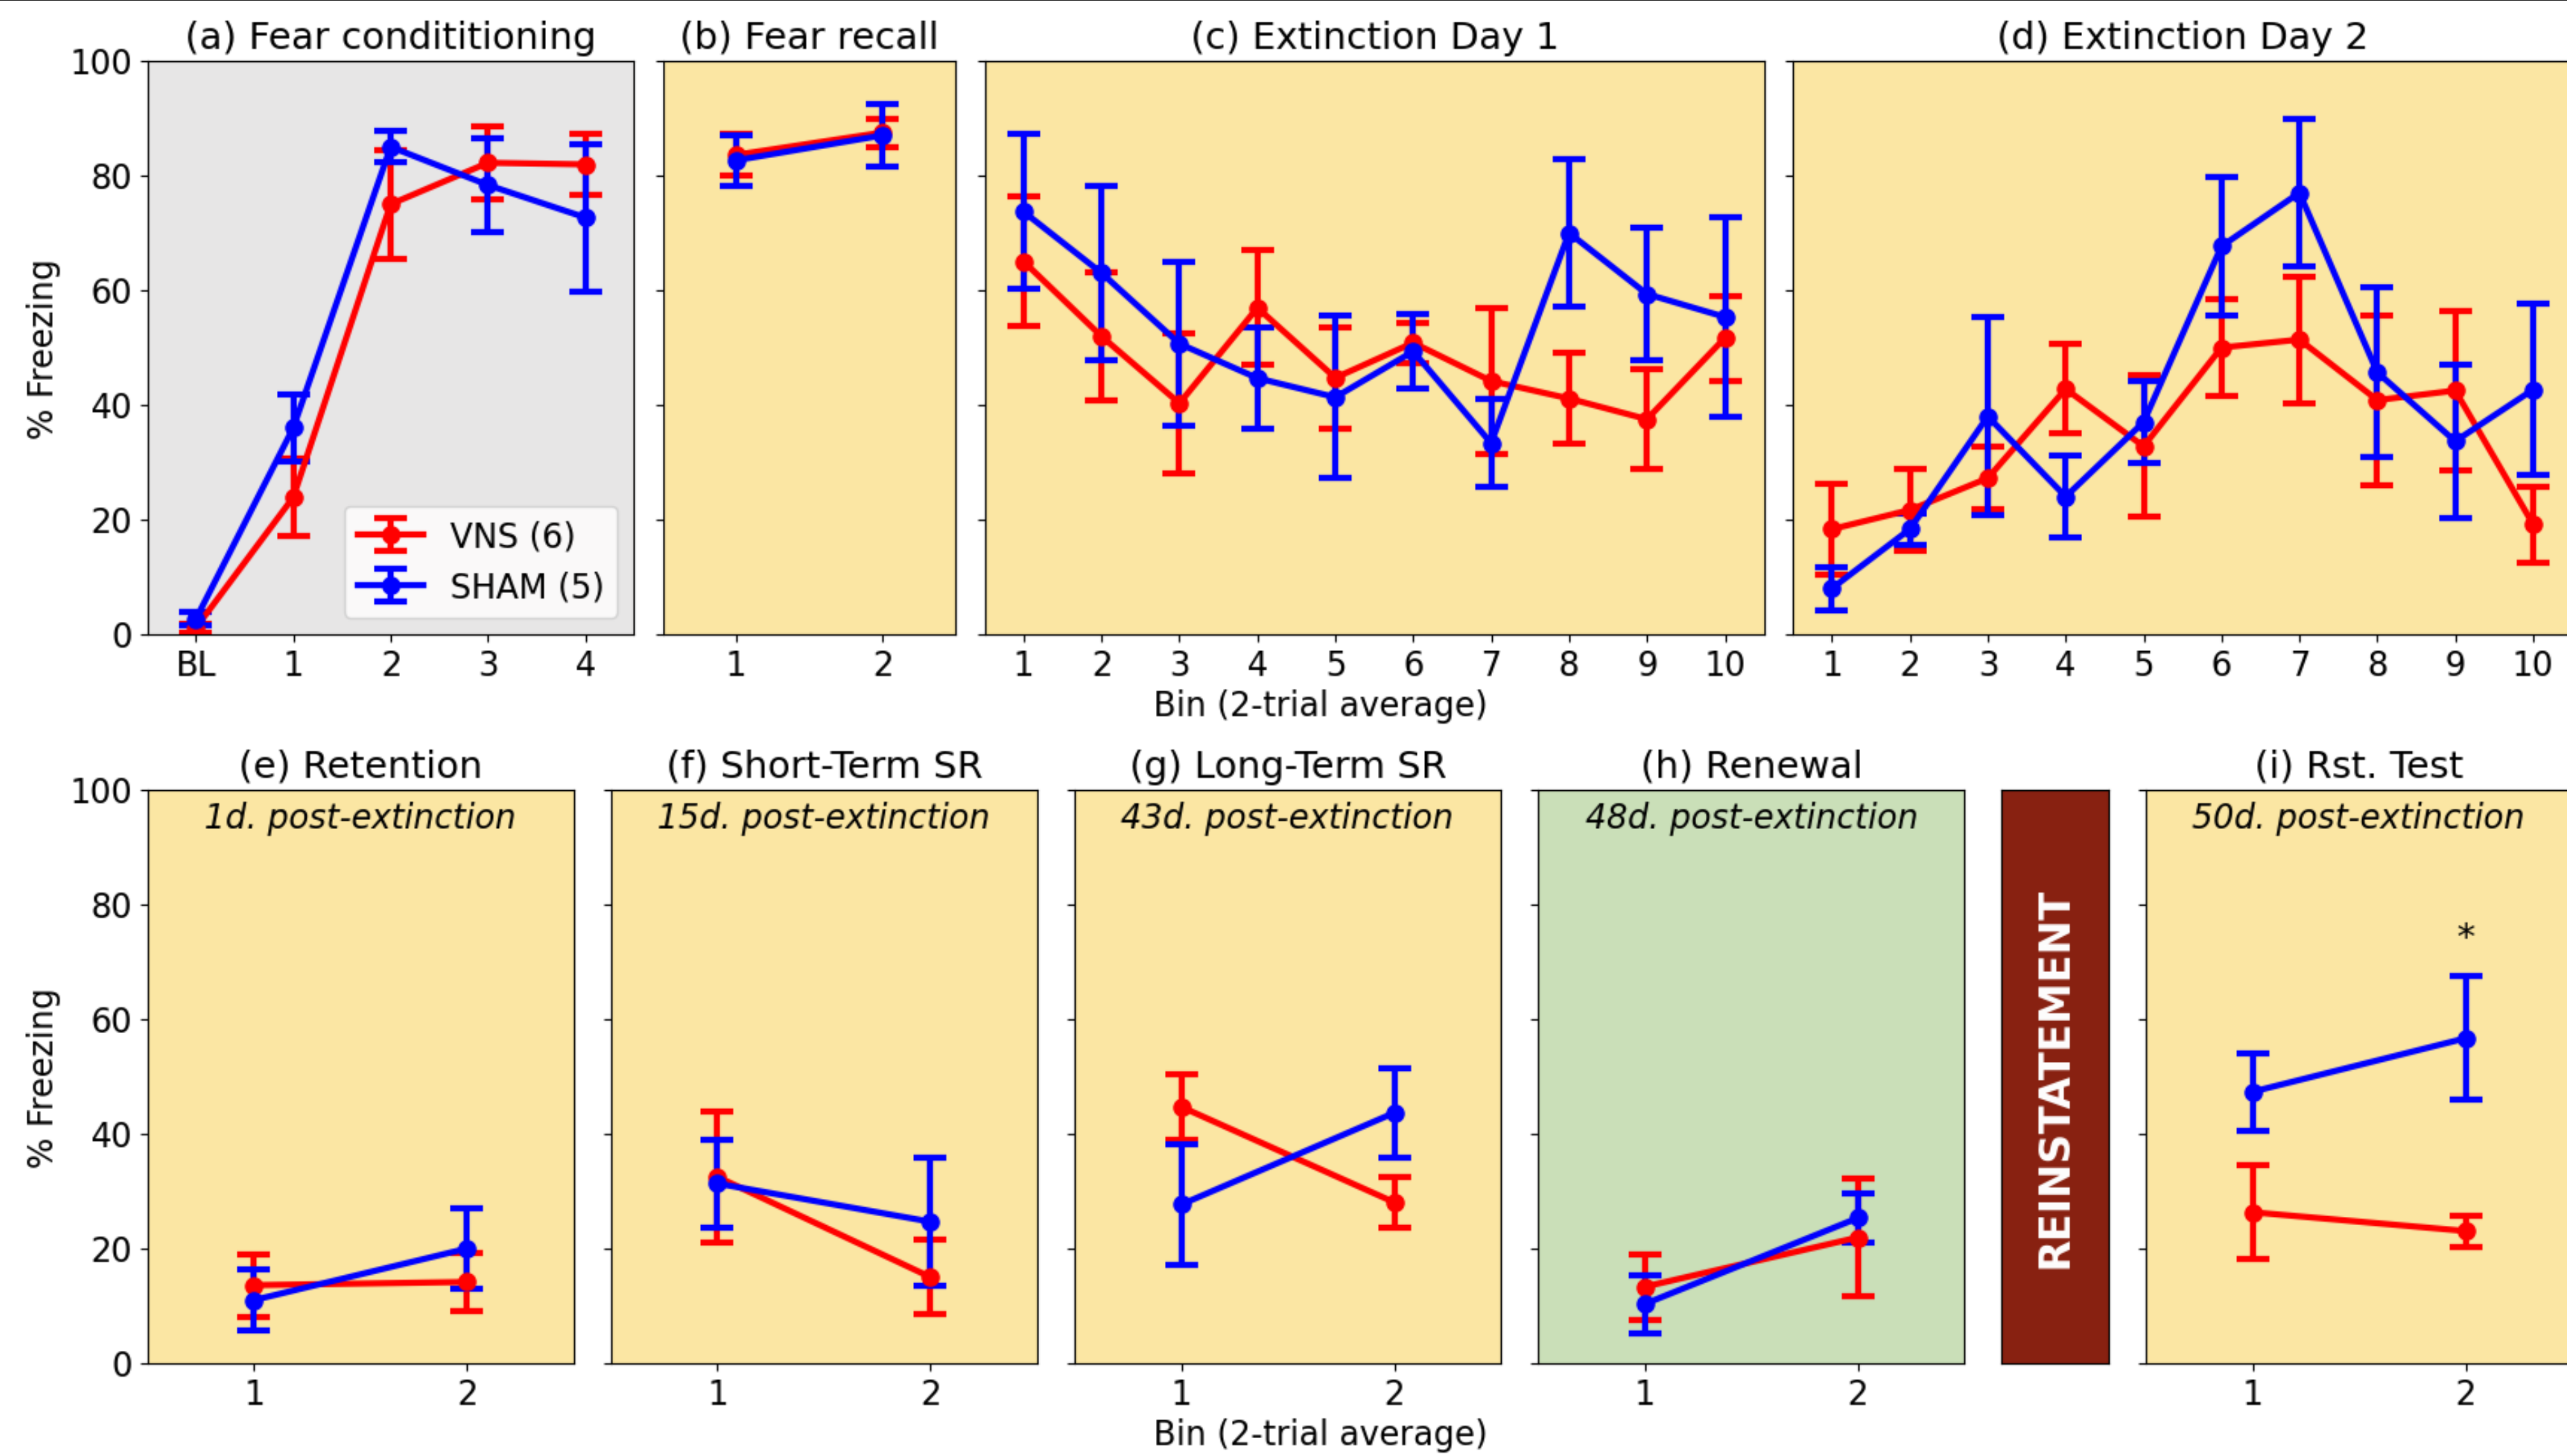 (a) Fear condititioning
(b) Fear recall
(c) Extinction Day 1
(d) Extinction Day 2
% Freezing
100
80
60
40
20
0
VNS (6)
SHAM (5)
BL 1 2 3 4
1 2
1 2 3 4 5 6 7 8 9 10
1 2 3 4 5 6 7 8 9 10
Bin (2-trial average)
(e) Retention
(f) Short-Term SR
(g) Long-Term SR
(h) Renewal
(i) Rst. Test
% Freezing
100
80
60
40
20
0
1d. post-extinction
15d. post-extinction
43d. post-extinction
48d. post-extinction
REINSTATEMENT
50d. post-extinction
*
1 2
1 2
1 2
1 2
1 2
Bin (2-trial average)